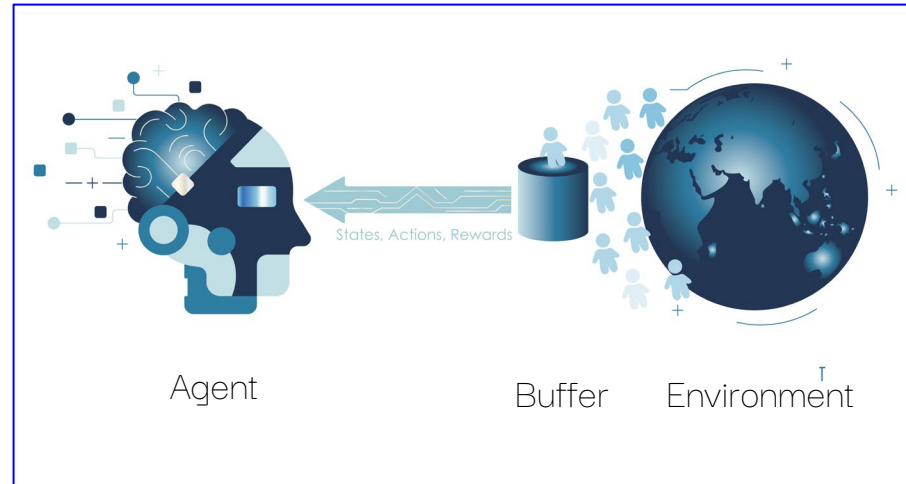 States, Actions, Rewards
Agent
Buffer
Environment